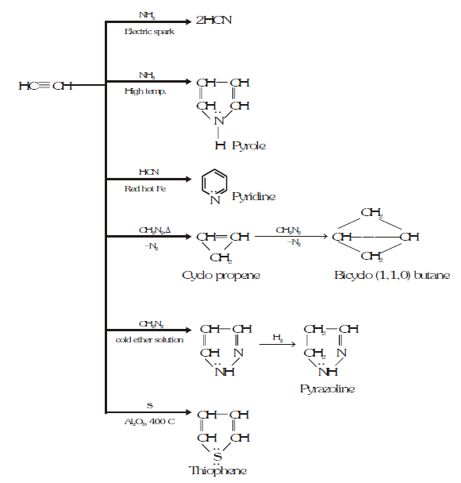 NH₃
2HCN
Electric spark
HC≡CH
NH₃
High temp.
CH—CH
CH CH
N
H Pyrole
HCN
Red hot Fe
N Pyridine
CH₂N₂,Δ
–N₂
CH=CH
CH₂
Cyclo propene
CH₂N₂
–N₂
CH₂
CH CH
CH₂
Bicyclo (1,1,0) butane
CH₂N₂
cold ether solution
CH—CH
CH N
NH
H₂
CH₂—CH
CH₂ N
NH
Pyrazoline
S
Al₂O₃, 400 C
CH—CH
CH CH
S
Thiophene